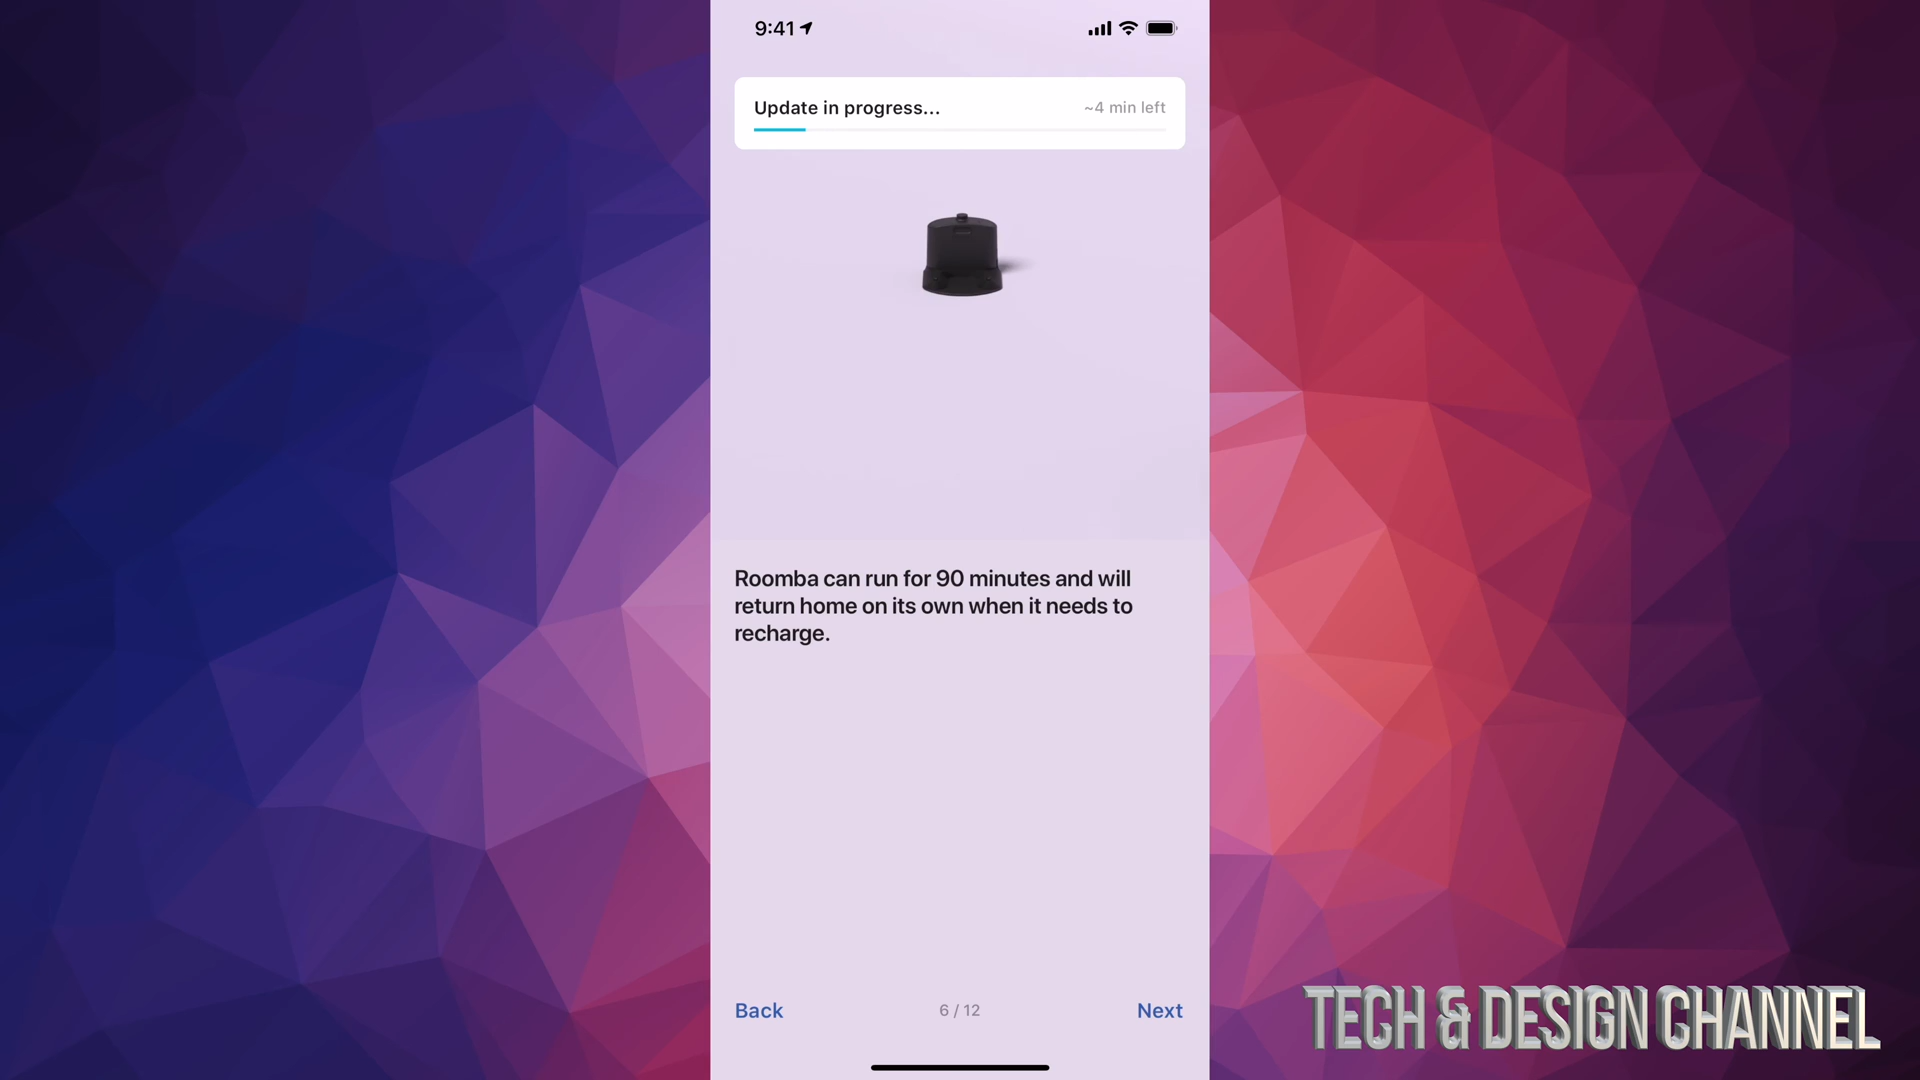 9:41
Update in progress...
~4 min left
Roomba can run for 90 minutes and will
return home on its own when it needs to
recharge.
Back
6 / 12
Next
TECH & DESIGN CHANNEL